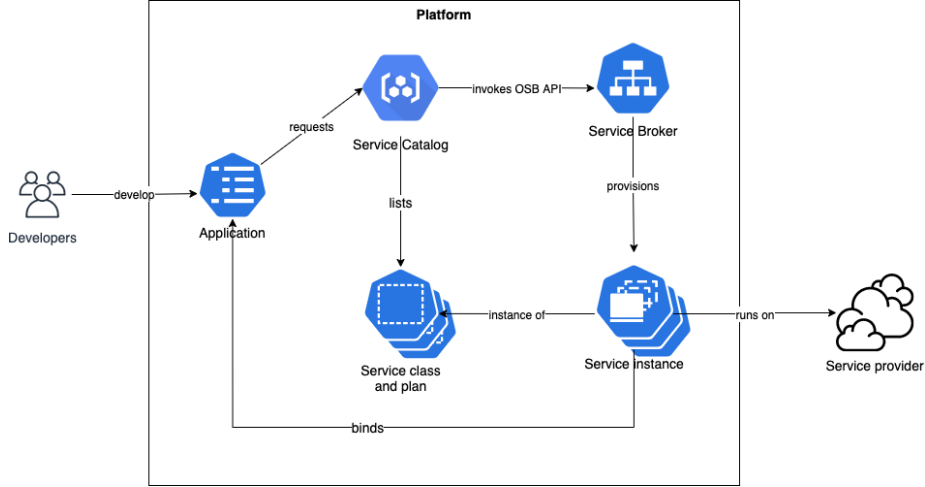 Platform
invokes OSB API
requests
Service Catalog
Service Broker
develop
provisions
lists
Developers
Application
instance of
runs on
Service class
and plan
Service instance
Service provider
binds